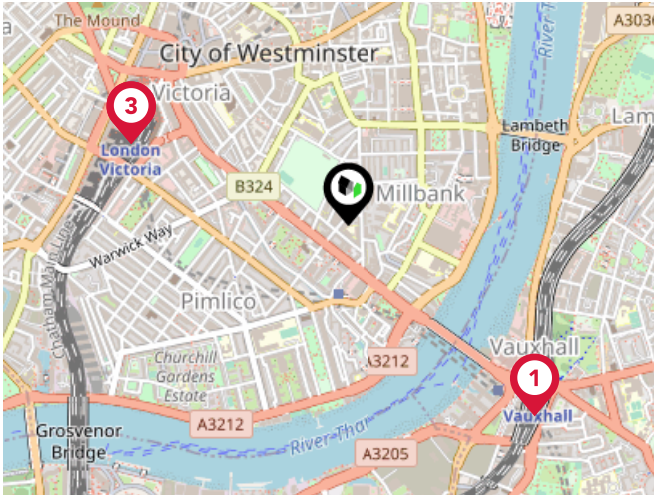 The Mound
A3036
River T
City of Westminster
Victoria
3
London
Victoria
Lambeth
Bridge
Lam
B324
Millbank
Warwick Way
Chatham Main Line
Pimlico
Vauxhall
Churchill
Gardens
Estate
A3212
1
Vauxhall
A3212
Grosvenor
Bridge
River Tha
A3205